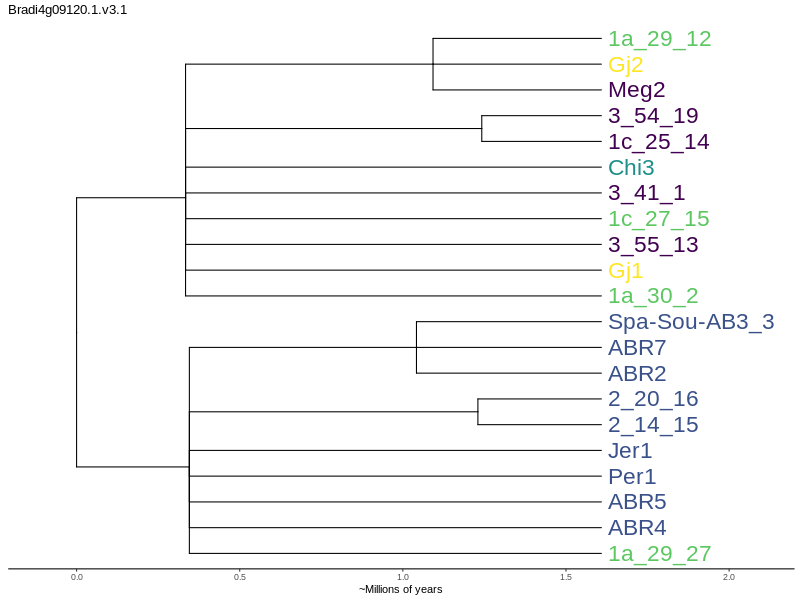 Bradi4g09120.1.v3.1
1a_29_12
Gj2
Meg2
3_54_19
1c_25_14
Chi3
3_41_1
1c_27_15
3_55_13
Gj1
1a_30_2
Spa-Sou-AB3_3
ABR7
ABR2
2_20_16
2_14_15
Jer1
Per1
ABR5
ABR4
1a_29_27
0.0 0.5 1.0 1.5 2.0
~Millions of years